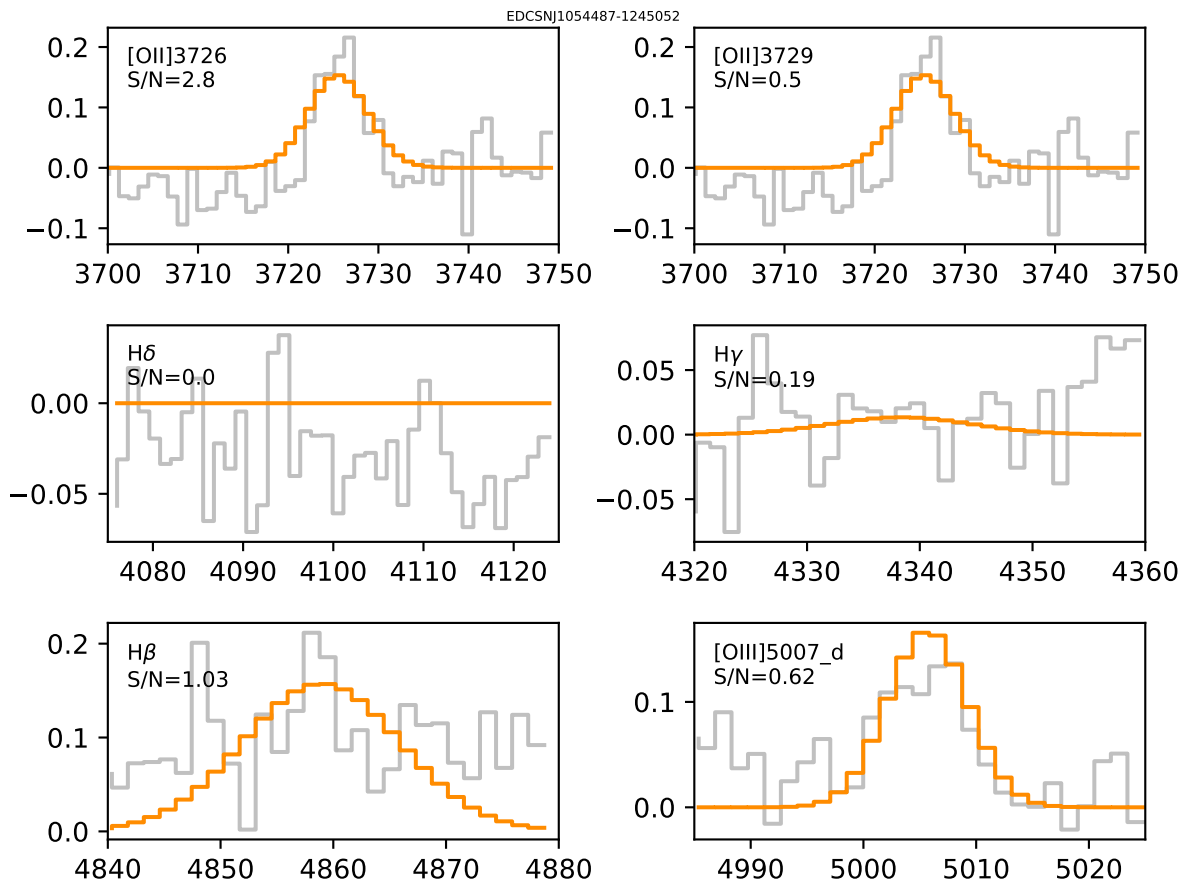 EDCSNJ1054487-1245052
[OII]3726
S/N=2.8
0.2
0.1
0.0
−0.1
3700 3710 3720 3730 3740 3750
[OII]3729
S/N=0.5
0.2
0.1
0.0
−0.1
3700 3710 3720 3730 3740 3750
Hδ
S/N=0.0
0.00
−0.05
4080 4090 4100 4110 4120
Hγ
S/N=0.19
0.05
0.00
−0.05
4320 4330 4340 4350 4360
Hβ
S/N=1.03
0.2
0.1
0.0
4840 4850 4860 4870 4880
[OIII]5007_d
S/N=0.62
0.1
0.0
4990 5000 5010 5020